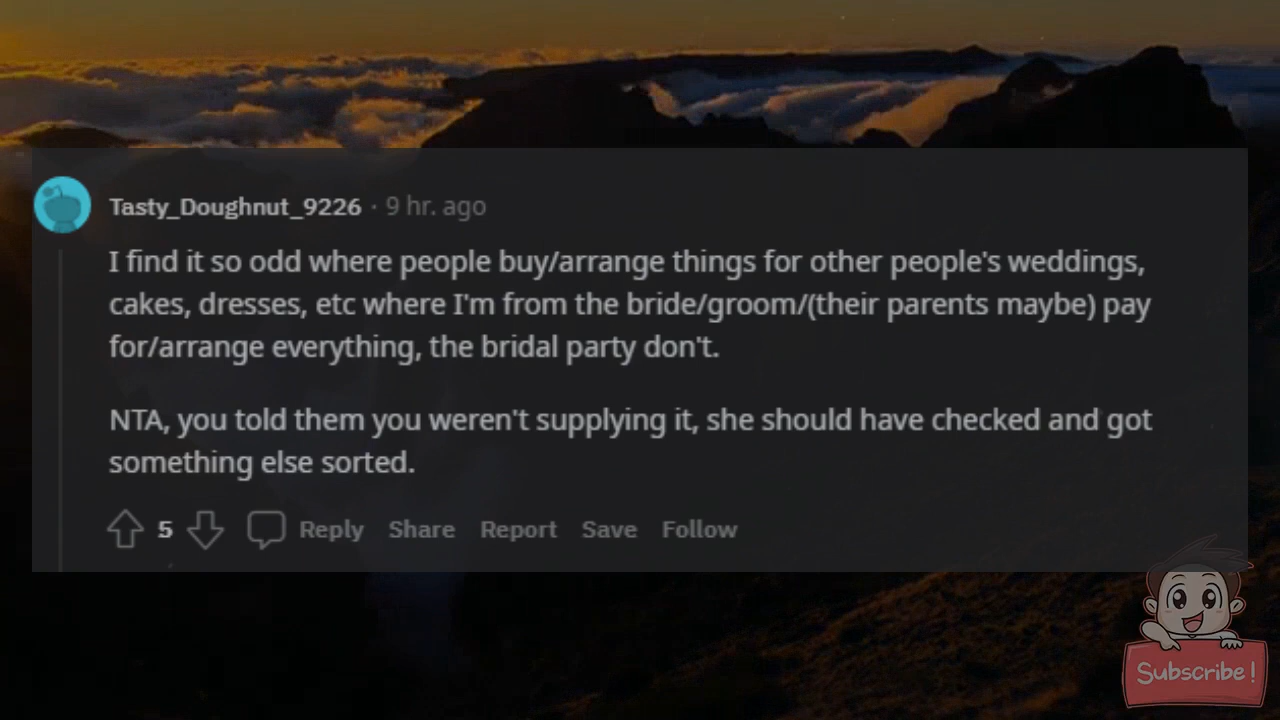 Tasty_Doughnut_9226 · 9 hr. ago
I find it so odd where people buy/arrange things for other people's weddings,
cakes, dresses, etc where I'm from the bride/groom/(their parents maybe) pay
for/arrange everything, the bridal party don't.
NTA, you told them you weren't supplying it, she should have checked and got
something else sorted.
5 Reply Share Report Save Follow
Subscribe!